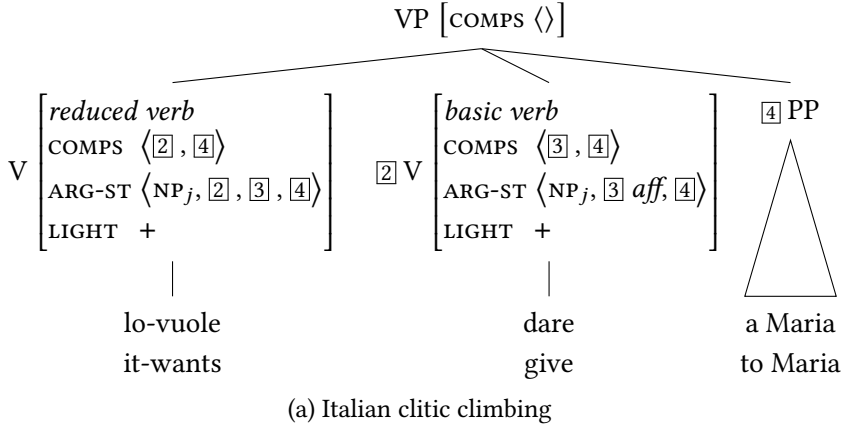 VP [COMPS ⟨⟩]
V [reduced verb
COMPS ⟨[2], [4]⟩
ARG-ST ⟨NPj, [2], [3], [4]⟩
LIGHT +]
[2] V [basic verb
COMPS ⟨[3], [4]⟩
ARG-ST ⟨NPj, [3] aff, [4]⟩
LIGHT +]
[4] PP
lo-vuole dare a Maria
it-wants give to Maria
(a) Italian clitic climbing